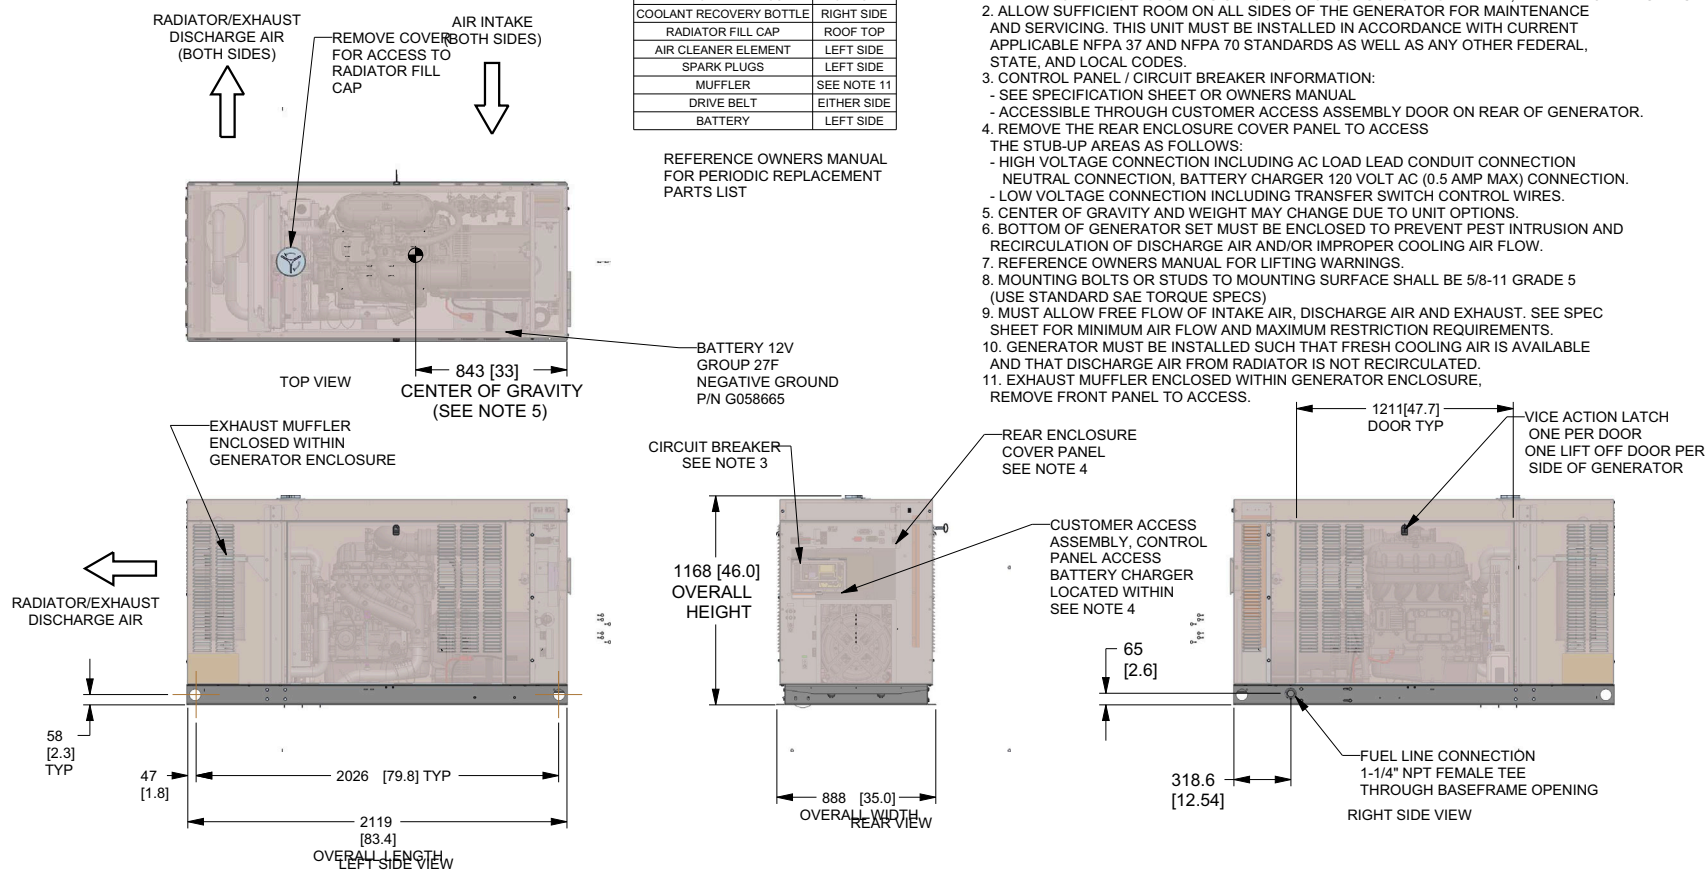 RADIATOR/EXHAUST
DISCHARGE AIR
(BOTH SIDES)
REMOVE COVER
FOR ACCESS TO
RADIATOR FILL
CAP
AIR INTAKE
(BOTH SIDES)
COOLANT RECOVERY BOTTLE RIGHT SIDE
RADIATOR FILL CAP ROOF TOP
AIR CLEANER ELEMENT LEFT SIDE
SPARK PLUGS LEFT SIDE
MUFFLER SEE NOTE 11
DRIVE BELT EITHER SIDE
BATTERY LEFT SIDE
REFERENCE OWNERS MANUAL
FOR PERIODIC REPLACEMENT
PARTS LIST
2. ALLOW SUFFICIENT ROOM ON ALL SIDES OF THE GENERATOR FOR MAINTENANCE
AND SERVICING. THIS UNIT MUST BE INSTALLED IN ACCORDANCE WITH CURRENT
APPLICABLE NFPA 37 AND NFPA 70 STANDARDS AS WELL AS ANY OTHER FEDERAL,
STATE, AND LOCAL CODES.
3. CONTROL PANEL / CIRCUIT BREAKER INFORMATION:
- SEE SPECIFICATION SHEET OR OWNERS MANUAL
- ACCESSIBLE THROUGH CUSTOMER ACCESS ASSEMBLY DOOR ON REAR OF GENERATOR.
4. REMOVE THE REAR ENCLOSURE COVER PANEL TO ACCESS
THE STUB-UP AREAS AS FOLLOWS:
- HIGH VOLTAGE CONNECTION INCLUDING AC LOAD LEAD CONDUIT CONNECTION
NEUTRAL CONNECTION, BATTERY CHARGER 120 VOLT AC (0.5 AMP MAX) CONNECTION.
- LOW VOLTAGE CONNECTION INCLUDING TRANSFER SWITCH CONTROL WIRES.
5. CENTER OF GRAVITY AND WEIGHT MAY CHANGE DUE TO UNIT OPTIONS.
6. BOTTOM OF GENERATOR SET MUST BE ENCLOSED TO PREVENT PEST INTRUSION AND
RECIRCULATION OF DISCHARGE AIR AND/OR IMPROPER COOLING AIR FLOW.
7. REFERENCE OWNERS MANUAL FOR LIFTING WARNINGS.
8. MOUNTING BOLTS OR STUDS TO MOUNTING SURFACE SHALL BE 5/8-11 GRADE 5
(USE STANDARD SAE TORQUE SPECS)
9. MUST ALLOW FREE FLOW OF INTAKE AIR, DISCHARGE AIR AND EXHAUST. SEE SPEC
SHEET FOR MINIMUM AIR FLOW AND MAXIMUM RESTRICTION REQUIREMENTS.
10. GENERATOR MUST BE INSTALLED SUCH THAT FRESH COOLING AIR IS AVAILABLE
AND THAT DISCHARGE AIR FROM RADIATOR IS NOT RECIRCULATED.
11. EXHAUST MUFFLER ENCLOSED WITHIN GENERATOR ENCLOSURE,
REMOVE FRONT PANEL TO ACCESS.
BATTERY 12V
GROUP 27F
NEGATIVE GROUND
P/N G058665
TOP VIEW
843 [33]
CENTER OF GRAVITY
(SEE NOTE 5)
EXHAUST MUFFLER
ENCLOSED WITHIN
GENERATOR ENCLOSURE
RADIATOR/EXHAUST
DISCHARGE AIR
58
[2.3]
TYP
47
[1.8]
2026 [79.8] TYP
2119
[83.4]
OVERALL LENGTH
LEFT SIDE VIEW
CIRCUIT BREAKER
SEE NOTE 3
REAR ENCLOSURE
COVER PANEL
SEE NOTE 4
CUSTOMER ACCESS
ASSEMBLY, CONTROL
PANEL ACCESS
BATTERY CHARGER
LOCATED WITHIN
SEE NOTE 4
1168 [46.0]
OVERALL
HEIGHT
888 [35.0]
OVERALL WIDTH
REAR VIEW
1211[47.7]
DOOR TYP
VICE ACTION LATCH
ONE PER DOOR
ONE LIFT OFF DOOR PER
SIDE OF GENERATOR
65
[2.6]
318.6
[12.54]
FUEL LINE CONNECTION
1-1/4" NPT FEMALE TEE
THROUGH BASEFRAME OPENING
RIGHT SIDE VIEW